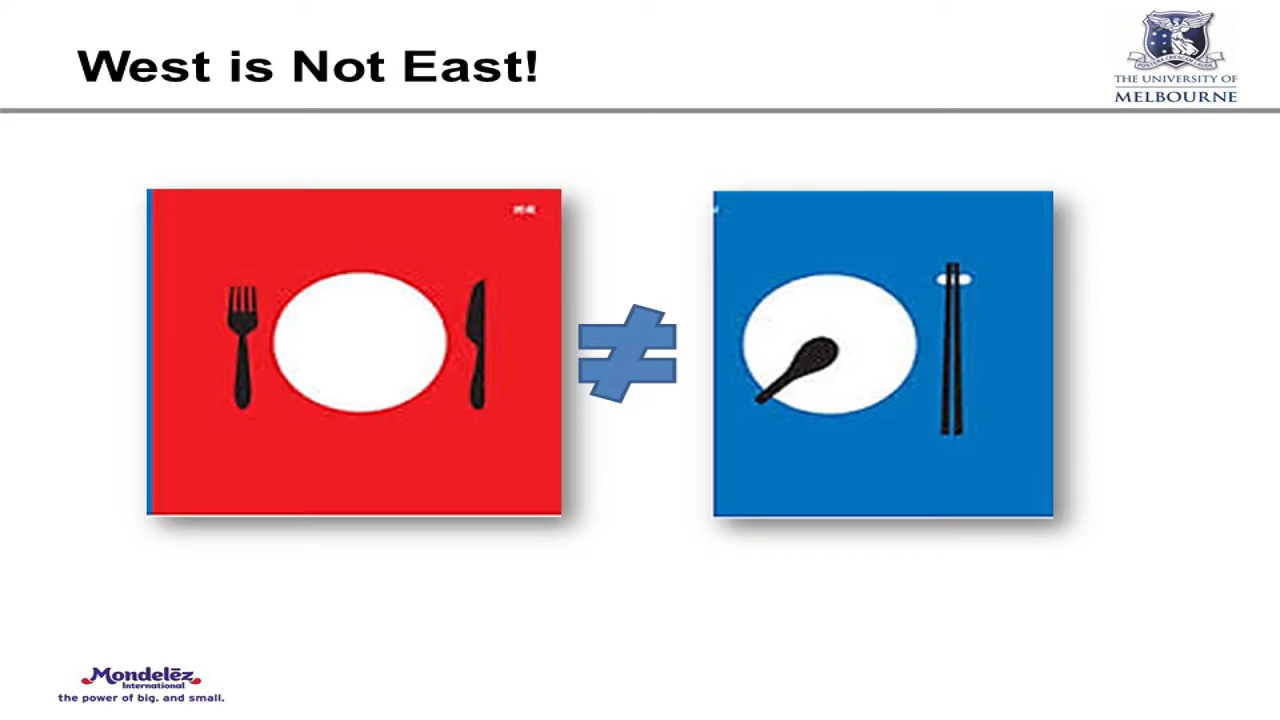 West is Not East!
THE UNIVERSITY OF
MELBOURNE
Mondelēz
International
the power of big. and small.